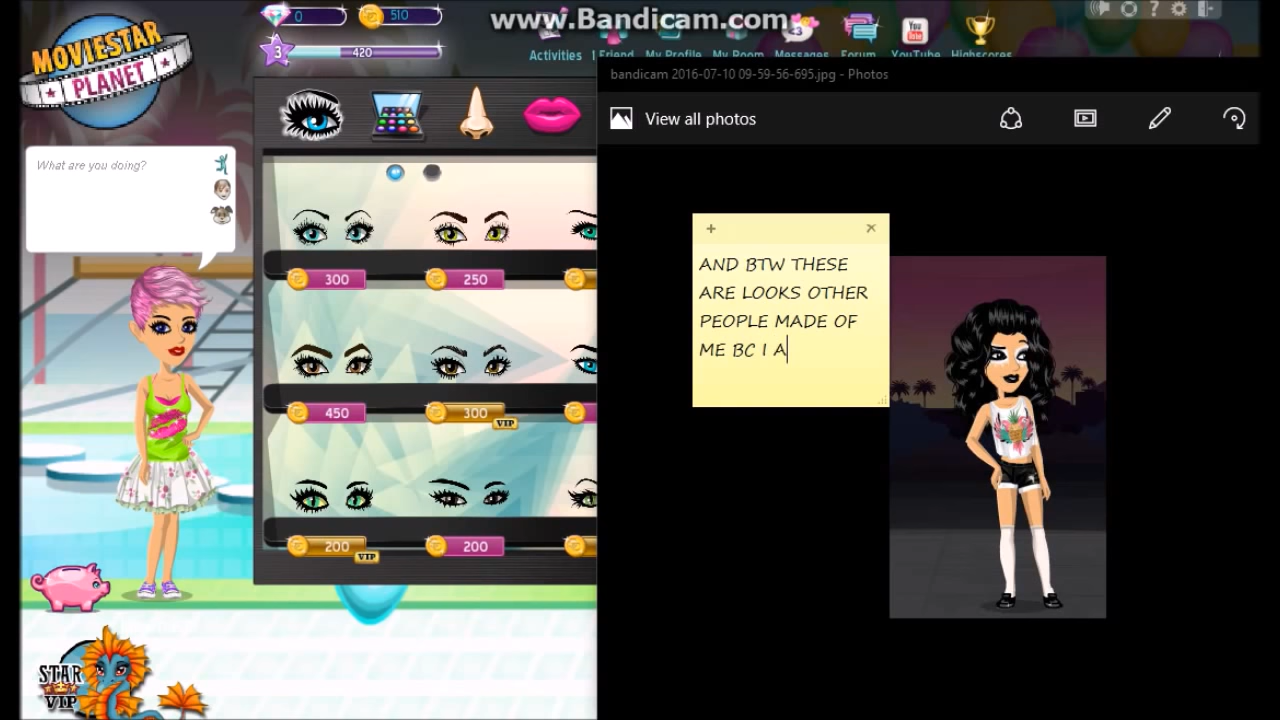 www.Bandicam.com
MOVIESTAR
PLANET
0
510
3
420
Activities
1 Friend
My Profile
My Room
Messages
Forum
YouTube
Highscores
bandicam 2016-07-10 09-59-56-695.jpg - Photos
View all photos
What are you doing?
300
250
450
300
VIP
200
VIP
200
AND BTW THESE
ARE LOOKS OTHER
PEOPLE MADE OF
ME BC I A
STAR
VIP